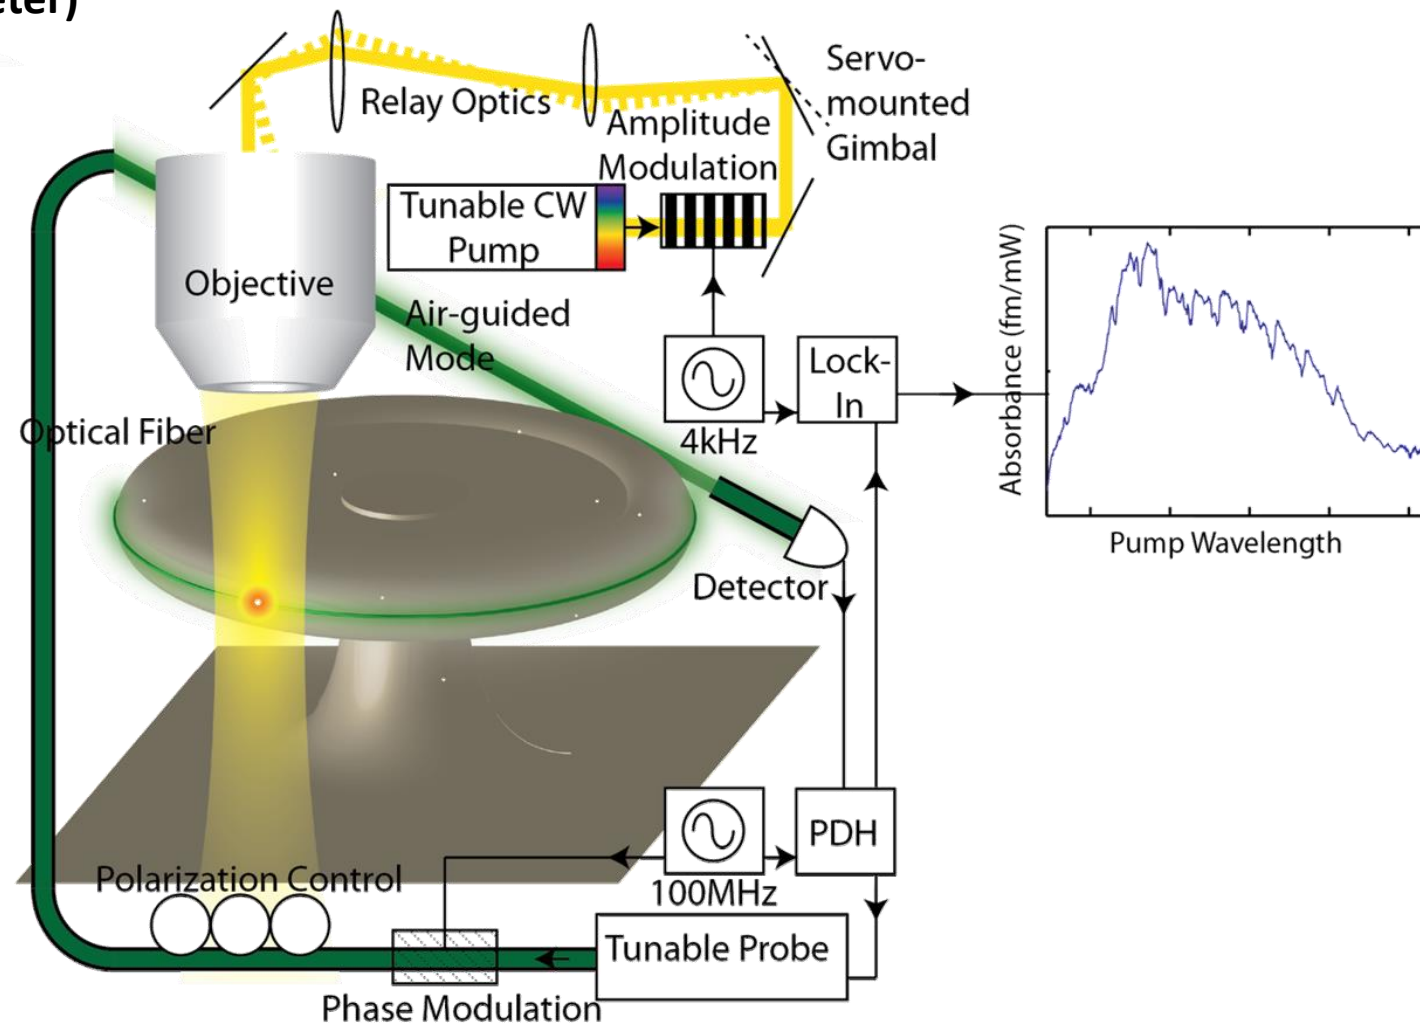 eter)
Relay Optics
Servo-
mounted
Gimbal
Amplitude
Modulation
Tunable CW
Pump
Objective
Air-guided
Mode
Lock-
In
4kHz
Optical Fiber
Absorbance (fm/mW)
Pump Wavelength
Detector
PDH
100MHz
Polarization Control
Tunable Probe
Phase Modulation